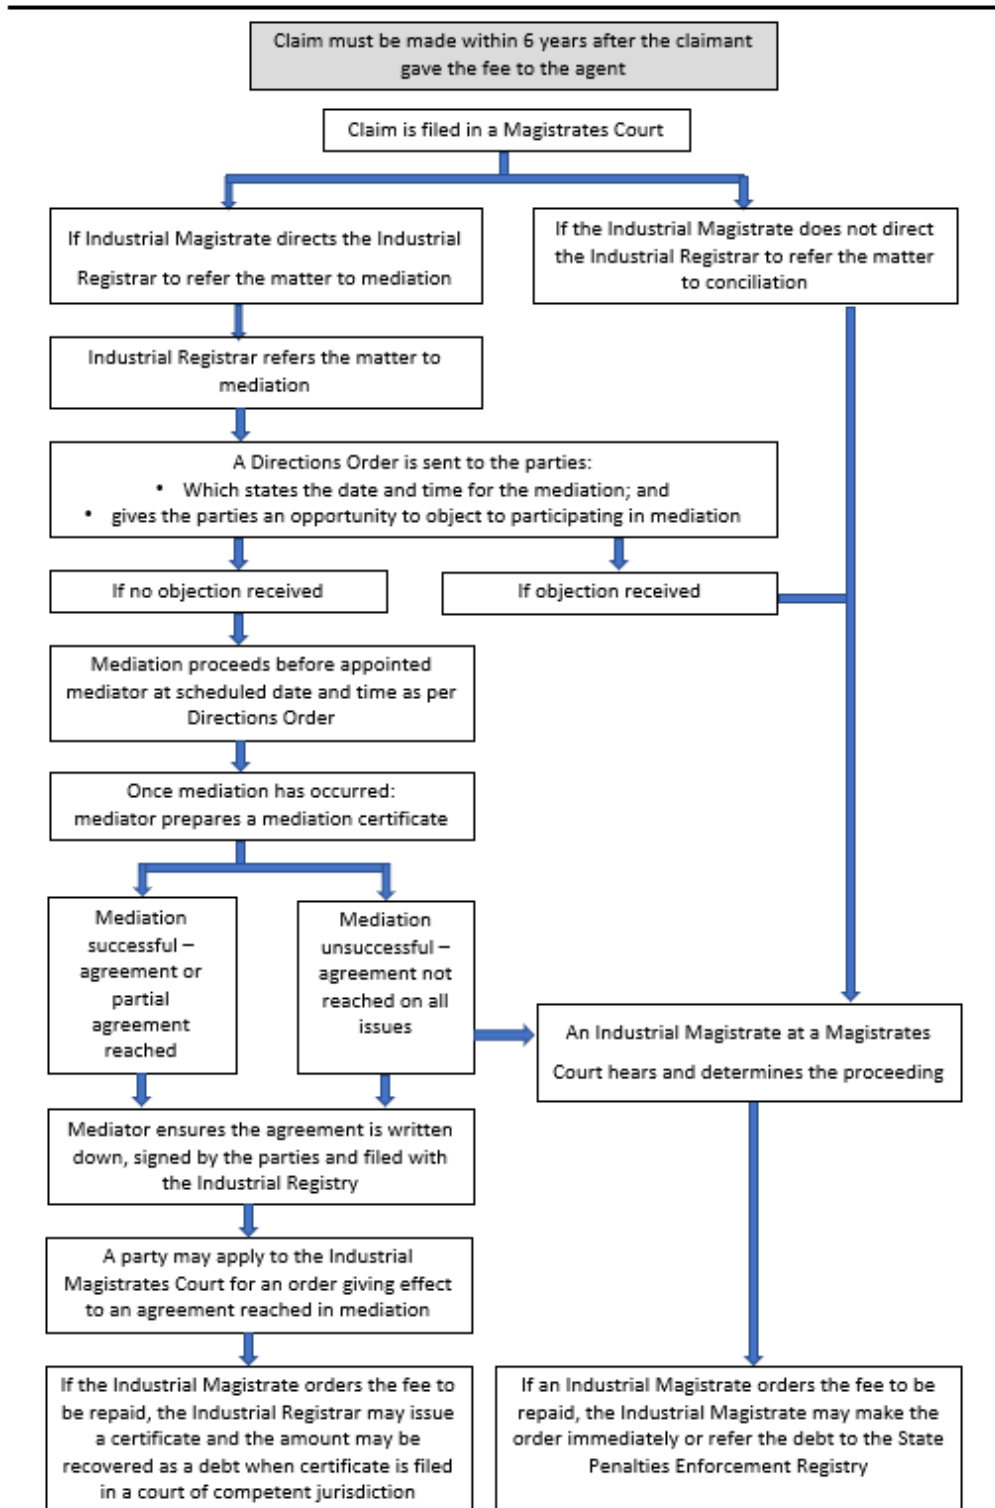 Claim must be made within 6 years after the claimant
gave the fee to the agent
Claim is filed in a Magistrates Court
If Industrial Magistrate directs the Industrial
Registrar to refer the matter to mediation
If the Industrial Magistrate does not direct
the Industrial Registrar to refer the matter
to conciliation
Industrial Registrar refers the matter to
mediation
A Directions Order is sent to the parties:
• Which states the date and time for the mediation; and
• gives the parties an opportunity to object to participating in mediation
If no objection received
If objection received
Mediation proceeds before appointed
mediator at scheduled date and time as per
Directions Order
Once mediation has occurred:
mediator prepares a mediation certificate
Mediation
successful –
agreement or
partial
agreement
reached
Mediation
unsuccessful –
agreement not
reached on all
issues
An Industrial Magistrate at a Magistrates
Court hears and determines the proceeding
Mediator ensures the agreement is written
down, signed by the parties and filed with
the Industrial Registry
A party may apply to the Industrial
Magistrates Court for an order giving effect
to an agreement reached in mediation
If the Industrial Magistrate orders the fee to
be repaid, the Industrial Registrar may issue
a certificate and the amount may be
recovered as a debt when certificate is filed
in a court of competent jurisdiction
If an Industrial Magistrate orders the fee to be
repaid, the Industrial Magistrate may make the
order immediately or refer the debt to the State
Penalties Enforcement Registry